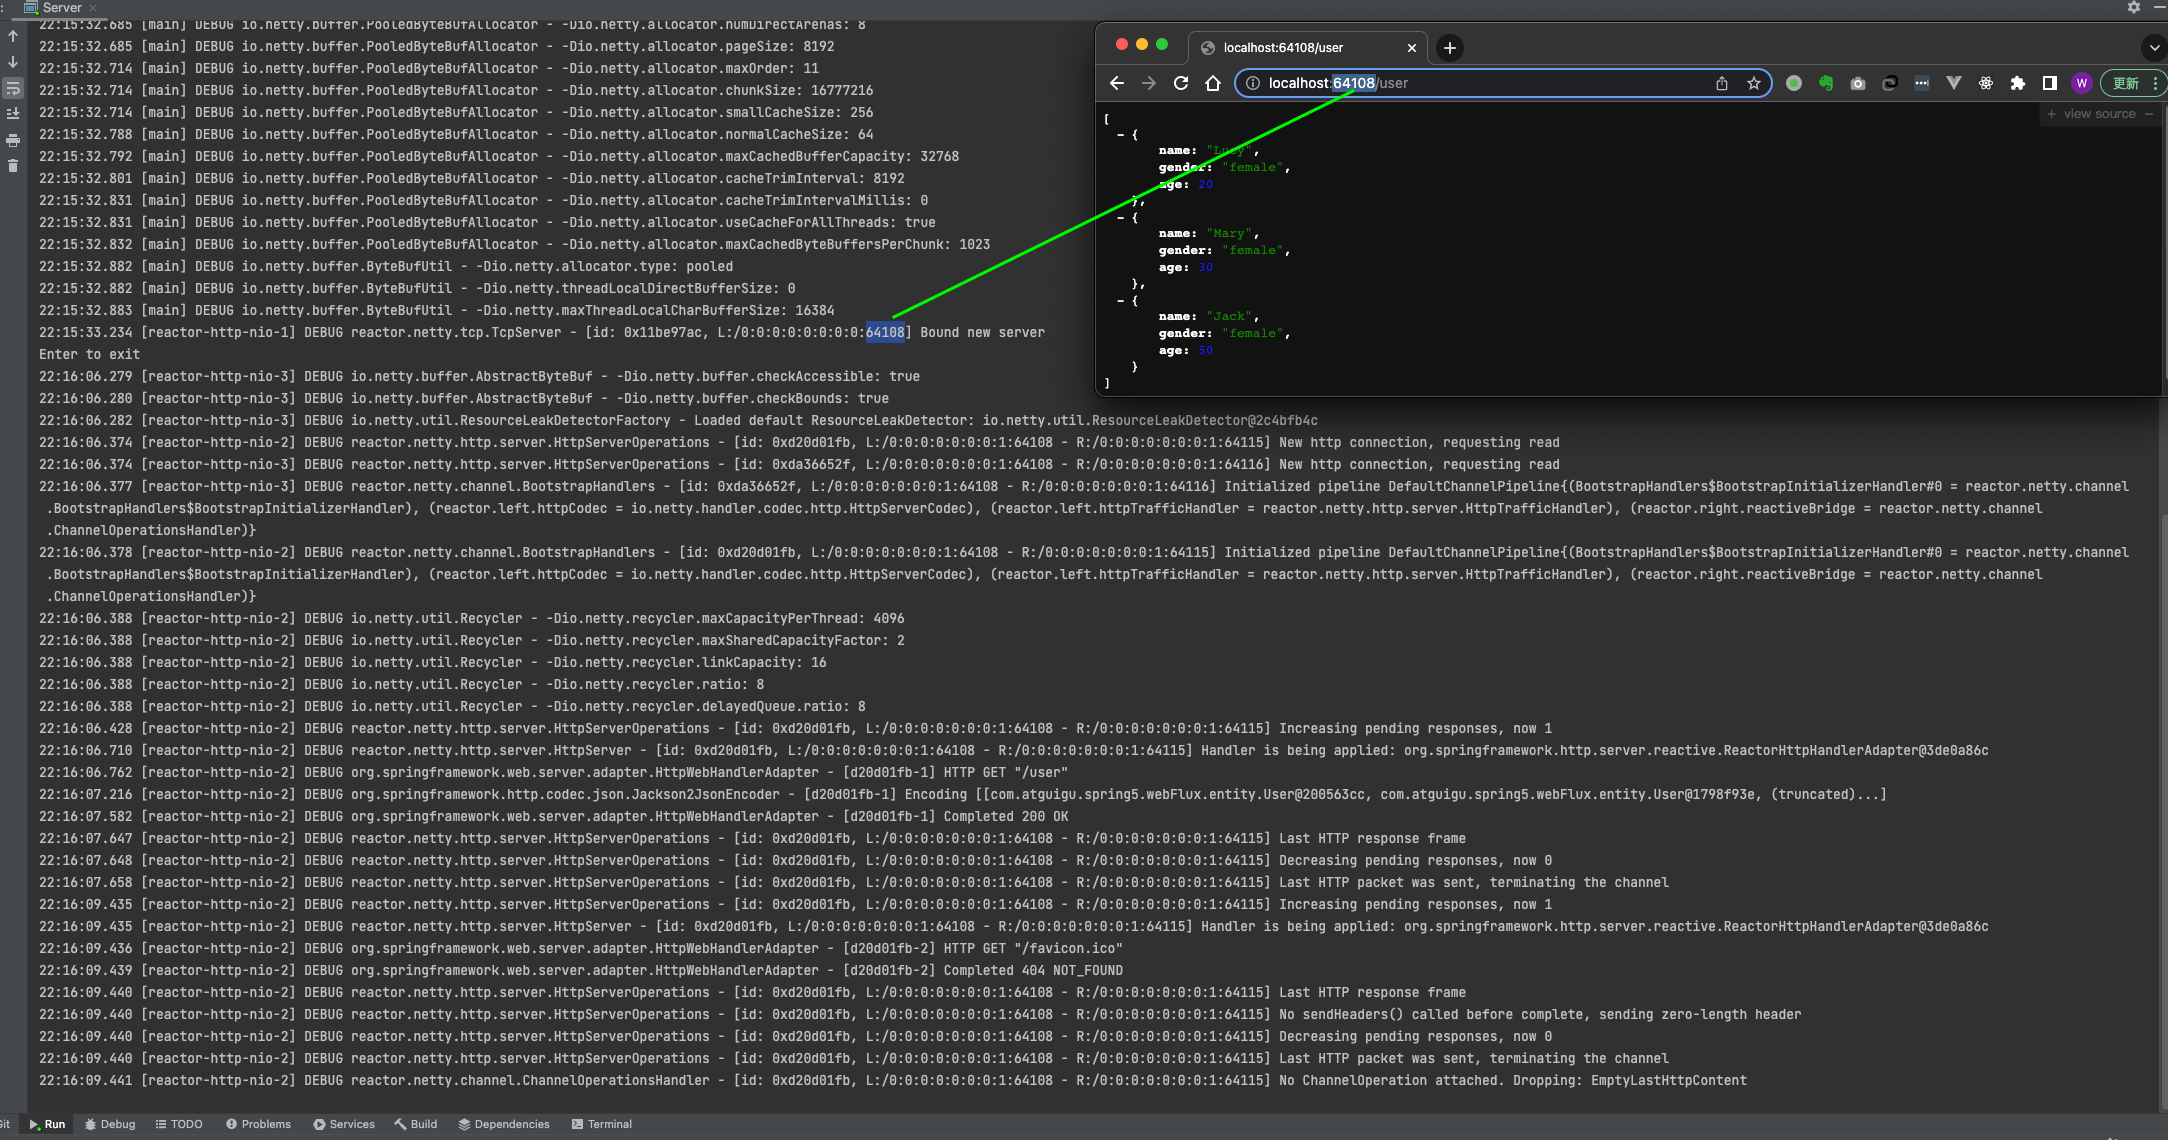 Server
22:15:32.685 [main] DEBUG io.netty.buffer.PooledByteBufAllocator - -Dio.netty.allocator.numDirectArenas: 8
22:15:32.685 [main] DEBUG io.netty.buffer.PooledByteBufAllocator - -Dio.netty.allocator.pageSize: 8192
22:15:32.714 [main] DEBUG io.netty.buffer.PooledByteBufAllocator - -Dio.netty.allocator.maxOrder: 11
22:15:32.714 [main] DEBUG io.netty.buffer.PooledByteBufAllocator - -Dio.netty.allocator.chunkSize: 16777216
22:15:32.714 [main] DEBUG io.netty.buffer.PooledByteBufAllocator - -Dio.netty.allocator.smallCacheSize: 256
22:15:32.788 [main] DEBUG io.netty.buffer.PooledByteBufAllocator - -Dio.netty.allocator.normalCacheSize: 64
22:15:32.792 [main] DEBUG io.netty.buffer.PooledByteBufAllocator - -Dio.netty.allocator.maxCachedBufferCapacity: 32768
22:15:32.801 [main] DEBUG io.netty.buffer.PooledByteBufAllocator - -Dio.netty.allocator.cacheTrimInterval: 8192
22:15:32.831 [main] DEBUG io.netty.buffer.PooledByteBufAllocator - -Dio.netty.allocator.cacheTrimIntervalMillis: 0
22:15:32.831 [main] DEBUG io.netty.buffer.PooledByteBufAllocator - -Dio.netty.allocator.useCacheForAllThreads: true
22:15:32.832 [main] DEBUG io.netty.buffer.PooledByteBufAllocator - -Dio.netty.allocator.maxCachedByteBuffersPerChunk: 1023
22:15:32.882 [main] DEBUG io.netty.buffer.ByteBufUtil - -Dio.netty.allocator.type: pooled
22:15:32.882 [main] DEBUG io.netty.buffer.ByteBufUtil - -Dio.netty.threadLocalDirectBufferSize: 0
22:15:32.883 [main] DEBUG io.netty.buffer.ByteBufUtil - -Dio.netty.maxThreadLocalCharBufferSize: 16384
22:15:33.234 [reactor-http-nio-1] DEBUG reactor.netty.tcp.TcpServer - [id: 0x11be97ac, L:/0:0:0:0:0:0:0:0:64108] Bound new server
Enter to exit
22:16:06.279 [reactor-http-nio-3] DEBUG io.netty.buffer.AbstractByteBuf - -Dio.netty.buffer.checkAccessible: true
22:16:06.280 [reactor-http-nio-3] DEBUG io.netty.buffer.AbstractByteBuf - -Dio.netty.buffer.checkBounds: true
22:16:06.282 [reactor-http-nio-3] DEBUG io.netty.util.ResourceLeakDetectorFactory - Loaded default ResourceLeakDetector: io.netty.util.ResourceLeakDetector@2c4bfb4c
22:16:06.374 [reactor-http-nio-2] DEBUG reactor.netty.http.server.HttpServerOperations - [id: 0xd20d01fb, L:/0:0:0:0:0:0:0:1:64108 - R:/0:0:0:0:0:0:0:1:64115] New http connection, requesting read
22:16:06.374 [reactor-http-nio-3] DEBUG reactor.netty.http.server.HttpServerOperations - [id: 0xda36652f, L:/0:0:0:0:0:0:0:1:64108 - R:/0:0:0:0:0:0:0:1:64116] New http connection, requesting read
22:16:06.377 [reactor-http-nio-3] DEBUG reactor.netty.channel.BootstrapHandlers - [id: 0xda36652f, L:/0:0:0:0:0:0:0:1:64108 - R:/0:0:0:0:0:0:0:1:64116] Initialized pipeline DefaultChannelPipeline{(BootstrapHandlers$BootstrapInitializerHandler#0 = reactor.netty.channel
.BootstrapHandlers$BootstrapInitializerHandler), (reactor.left.httpCodec = io.netty.handler.codec.http.HttpServerCodec), (reactor.left.httpTrafficHandler = reactor.netty.http.server.HttpTrafficHandler), (reactor.right.reactiveBridge = reactor.netty.channel
.ChannelOperationsHandler)}
22:16:06.378 [reactor-http-nio-2] DEBUG reactor.netty.channel.BootstrapHandlers - [id: 0xd20d01fb, L:/0:0:0:0:0:0:0:1:64108 - R:/0:0:0:0:0:0:0:1:64115] Initialized pipeline DefaultChannelPipeline{(BootstrapHandlers$BootstrapInitializerHandler#0 = reactor.netty.channel
.BootstrapHandlers$BootstrapInitializerHandler), (reactor.left.httpCodec = io.netty.handler.codec.http.HttpServerCodec), (reactor.left.httpTrafficHandler = reactor.netty.http.server.HttpTrafficHandler), (reactor.right.reactiveBridge = reactor.netty.channel
.ChannelOperationsHandler)}
22:16:06.388 [reactor-http-nio-2] DEBUG io.netty.util.Recycler - -Dio.netty.recycler.maxCapacityPerThread: 4096
22:16:06.388 [reactor-http-nio-2] DEBUG io.netty.util.Recycler - -Dio.netty.recycler.maxSharedCapacityFactor: 2
22:16:06.388 [reactor-http-nio-2] DEBUG io.netty.util.Recycler - -Dio.netty.recycler.linkCapacity: 16
22:16:06.388 [reactor-http-nio-2] DEBUG io.netty.util.Recycler - -Dio.netty.recycler.ratio: 8
22:16:06.388 [reactor-http-nio-2] DEBUG io.netty.util.Recycler - -Dio.netty.recycler.delayedQueue.ratio: 8
22:16:06.428 [reactor-http-nio-2] DEBUG reactor.netty.http.server.HttpServerOperations - [id: 0xd20d01fb, L:/0:0:0:0:0:0:0:1:64108 - R:/0:0:0:0:0:0:0:1:64115] Increasing pending responses, now 1
22:16:06.710 [reactor-http-nio-2] DEBUG reactor.netty.http.server.HttpServer - [id: 0xd20d01fb, L:/0:0:0:0:0:0:0:1:64108 - R:/0:0:0:0:0:0:0:1:64115] Handler is being applied: org.springframework.http.server.reactive.ReactorHttpHandlerAdapter@3de0a86c
22:16:06.762 [reactor-http-nio-2] DEBUG org.springframework.web.server.adapter.HttpWebHandlerAdapter - [d20d01fb-1] HTTP GET "/user"
22:16:07.216 [reactor-http-nio-2] DEBUG org.springframework.http.codec.json.Jackson2JsonEncoder - [d20d01fb-1] Encoding [[com.atguigu.spring5.webFlux.entity.User@200563cc, com.atguigu.spring5.webFlux.entity.User@1798f93e, (truncated)...]
22:16:07.582 [reactor-http-nio-2] DEBUG org.springframework.web.server.adapter.HttpWebHandlerAdapter - [d20d01fb-1] Completed 200 OK
22:16:07.647 [reactor-http-nio-2] DEBUG reactor.netty.http.server.HttpServerOperations - [id: 0xd20d01fb, L:/0:0:0:0:0:0:0:1:64108 - R:/0:0:0:0:0:0:0:1:64115] Last HTTP response frame
22:16:07.648 [reactor-http-nio-2] DEBUG reactor.netty.http.server.HttpServerOperations - [id: 0xd20d01fb, L:/0:0:0:0:0:0:0:1:64108 - R:/0:0:0:0:0:0:0:1:64115] Decreasing pending responses, now 0
22:16:07.658 [reactor-http-nio-2] DEBUG reactor.netty.http.server.HttpServerOperations - [id: 0xd20d01fb, L:/0:0:0:0:0:0:0:1:64108 - R:/0:0:0:0:0:0:0:1:64115] Last HTTP packet was sent, terminating the channel
22:16:09.435 [reactor-http-nio-2] DEBUG reactor.netty.http.server.HttpServerOperations - [id: 0xd20d01fb, L:/0:0:0:0:0:0:0:1:64108 - R:/0:0:0:0:0:0:0:1:64115] Increasing pending responses, now 1
22:16:09.435 [reactor-http-nio-2] DEBUG reactor.netty.http.server.HttpServer - [id: 0xd20d01fb, L:/0:0:0:0:0:0:0:1:64108 - R:/0:0:0:0:0:0:0:1:64115] Handler is being applied: org.springframework.http.server.reactive.ReactorHttpHandlerAdapter@3de0a86c
22:16:09.436 [reactor-http-nio-2] DEBUG org.springframework.web.server.adapter.HttpWebHandlerAdapter - [d20d01fb-2] HTTP GET "/favicon.ico"
22:16:09.439 [reactor-http-nio-2] DEBUG org.springframework.web.server.adapter.HttpWebHandlerAdapter - [d20d01fb-2] Completed 404 NOT_FOUND
22:16:09.440 [reactor-http-nio-2] DEBUG reactor.netty.http.server.HttpServerOperations - [id: 0xd20d01fb, L:/0:0:0:0:0:0:0:1:64108 - R:/0:0:0:0:0:0:0:1:64115] Last HTTP response frame
22:16:09.440 [reactor-http-nio-2] DEBUG reactor.netty.http.server.HttpServerOperations - [id: 0xd20d01fb, L:/0:0:0:0:0:0:0:1:64108 - R:/0:0:0:0:0:0:0:1:64115] No sendHeaders() called before complete, sending zero-length header
22:16:09.440 [reactor-http-nio-2] DEBUG reactor.netty.http.server.HttpServerOperations - [id: 0xd20d01fb, L:/0:0:0:0:0:0:0:1:64108 - R:/0:0:0:0:0:0:0:1:64115] Decreasing pending responses, now 0
22:16:09.440 [reactor-http-nio-2] DEBUG reactor.netty.http.server.HttpServerOperations - [id: 0xd20d01fb, L:/0:0:0:0:0:0:0:1:64108 - R:/0:0:0:0:0:0:0:1:64115] Last HTTP packet was sent, terminating the channel
22:16:09.441 [reactor-http-nio-2] DEBUG reactor.netty.channel.ChannelOperationsHandler - [id: 0xd20d01fb, L:/0:0:0:0:0:0:0:1:64108 - R:/0:0:0:0:0:0:0:1:64115] No ChannelOperation attached. Dropping: EmptyLastHttpContent
localhost:64108/user
localhost:64108/user
W 更新
+ view source −
[
− {
name: "Lucy",
gender: "female",
age: 20
},
− {
name: "Mary",
gender: "female",
age: 30
},
− {
name: "Jack",
gender: "female",
age: 50
}
]
Git Run Debug TODO Problems Services Build Dependencies Terminal